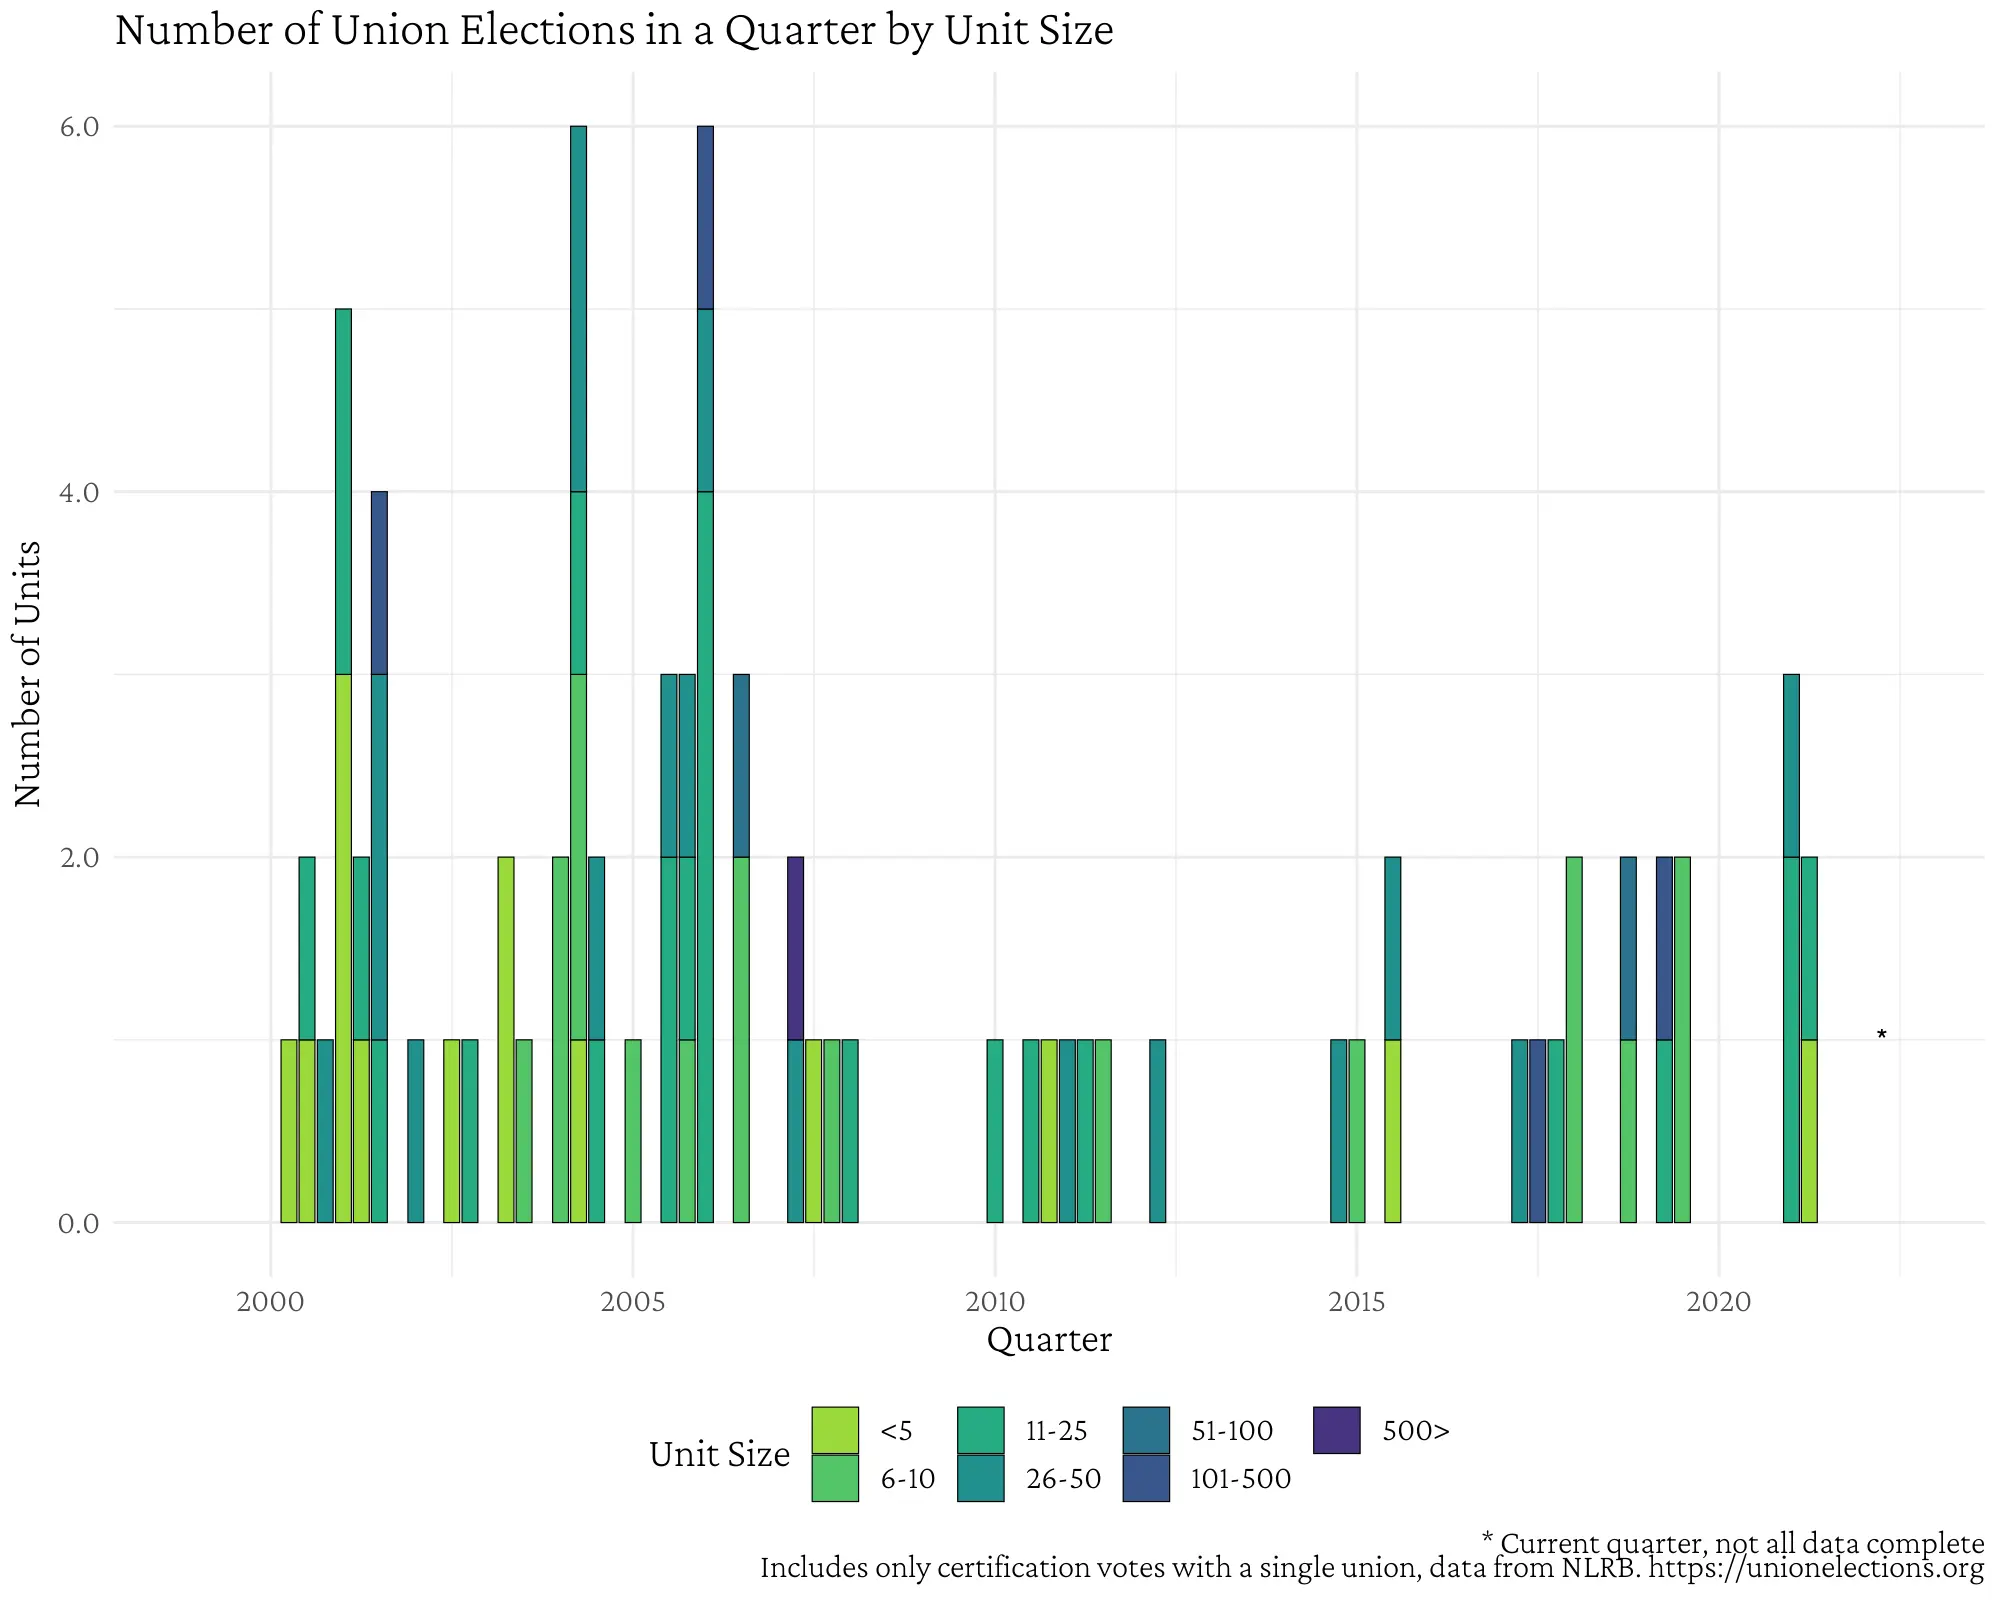 Number of Union Elections in a Quarter by Unit Size
6.0
4.0
2.0
0.0
Number of Units
*
2000 2005 2010 2015 2020
Quarter
Unit Size
<5 11-25 51-100 500>
6-10 26-50 101-500
* Current quarter, not all data complete
Includes only certification votes with a single union, data from NLRB. https://unionelections.org